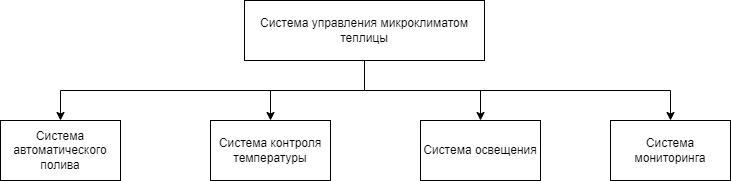 Система управления микроклиматом
теплицы
Система
автоматического
полива
Система контроля
температуры
Система освещения
Система
мониторинга